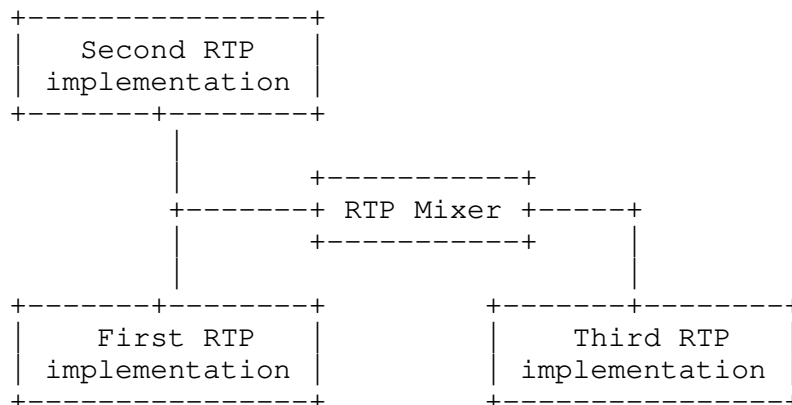 Second RTP
implementation
RTP Mixer
First RTP
implementation
Third RTP
implementation